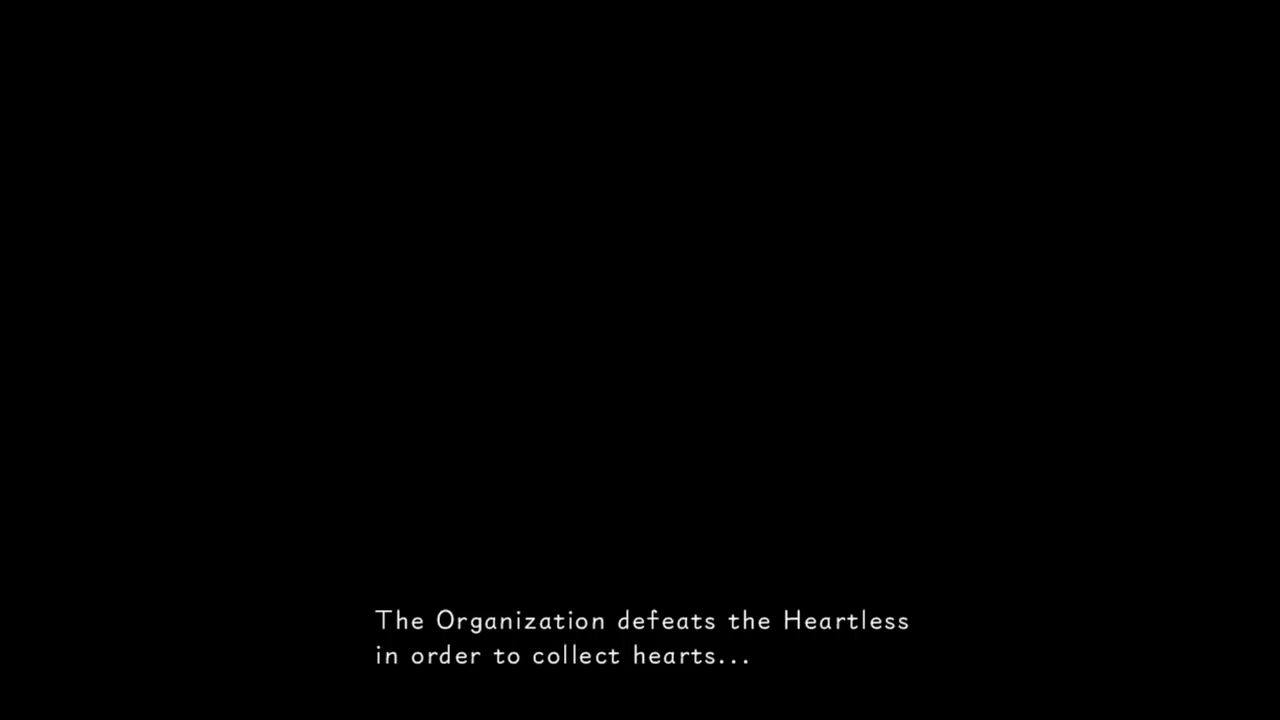 The Organization defeats the Heartless
in order to collect hearts...